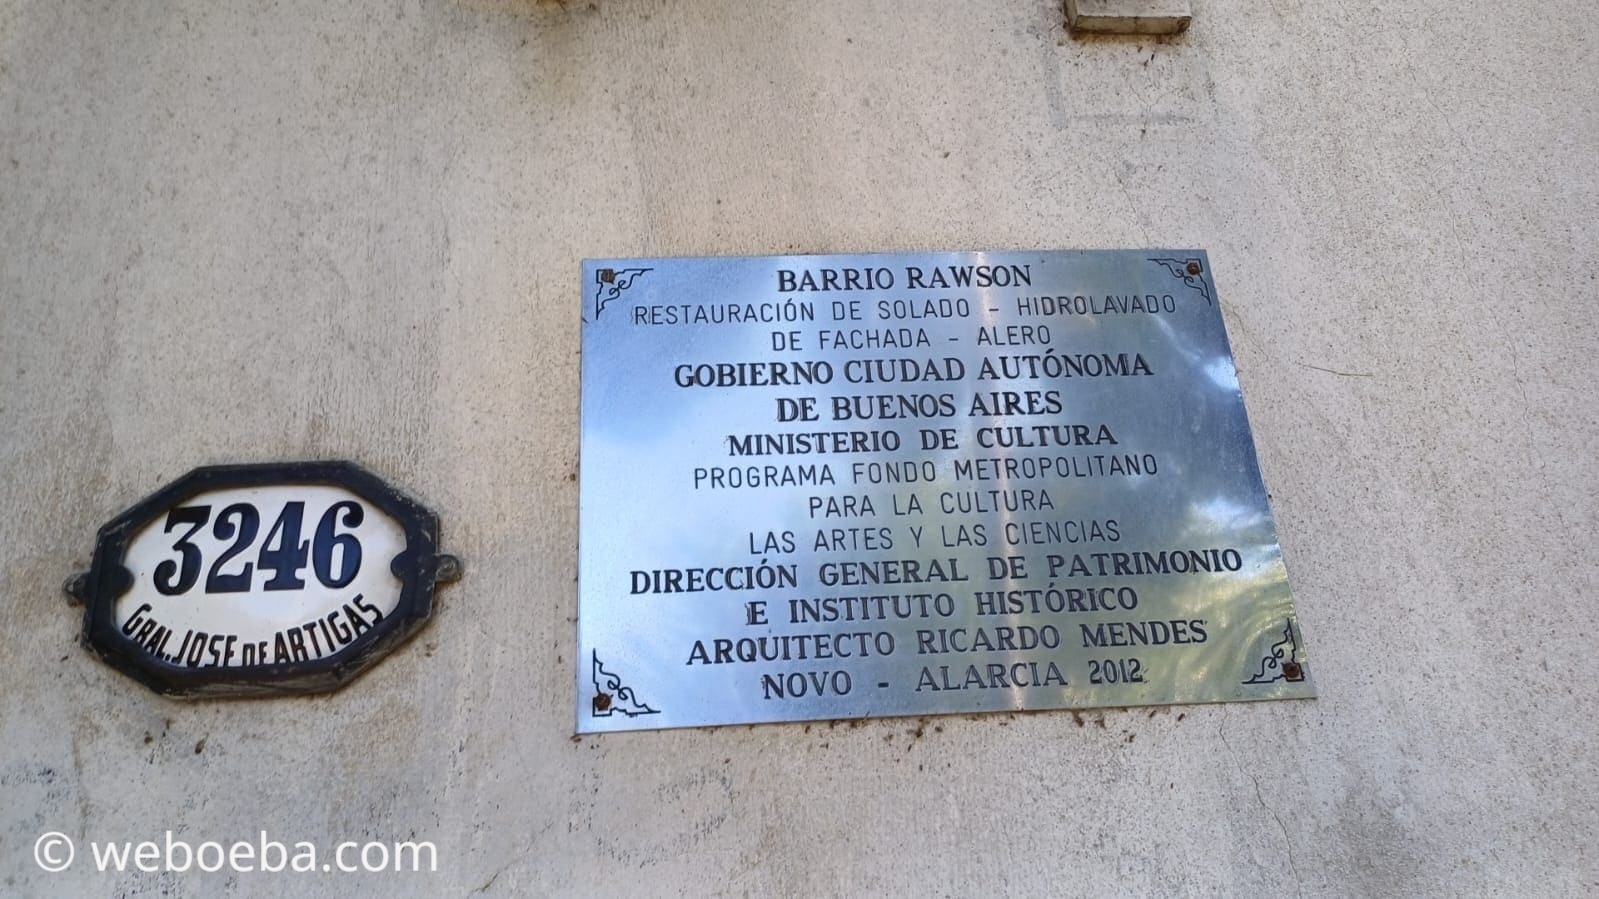 3246
GRAL. JOSE DE ARTIGAS
BARRIO RAWSON
RESTAURACIÓN DE SOLADO - HIDROLAVADO
DE FACHADA - ALERO
GOBIERNO CIUDAD AUTÓNOMA
DE BUENOS AIRES
MINISTERIO DE CULTURA
PROGRAMA FONDO METROPOLITANO
PARA LA CULTURA
LAS ARTES Y LAS CIENCIAS
DIRECCIÓN GENERAL DE PATRIMONIO
E INSTITUTO HISTÓRICO
ARQUITECTO RICARDO MENDES
NOVO - ALARCIA 2012
© weboeba.com